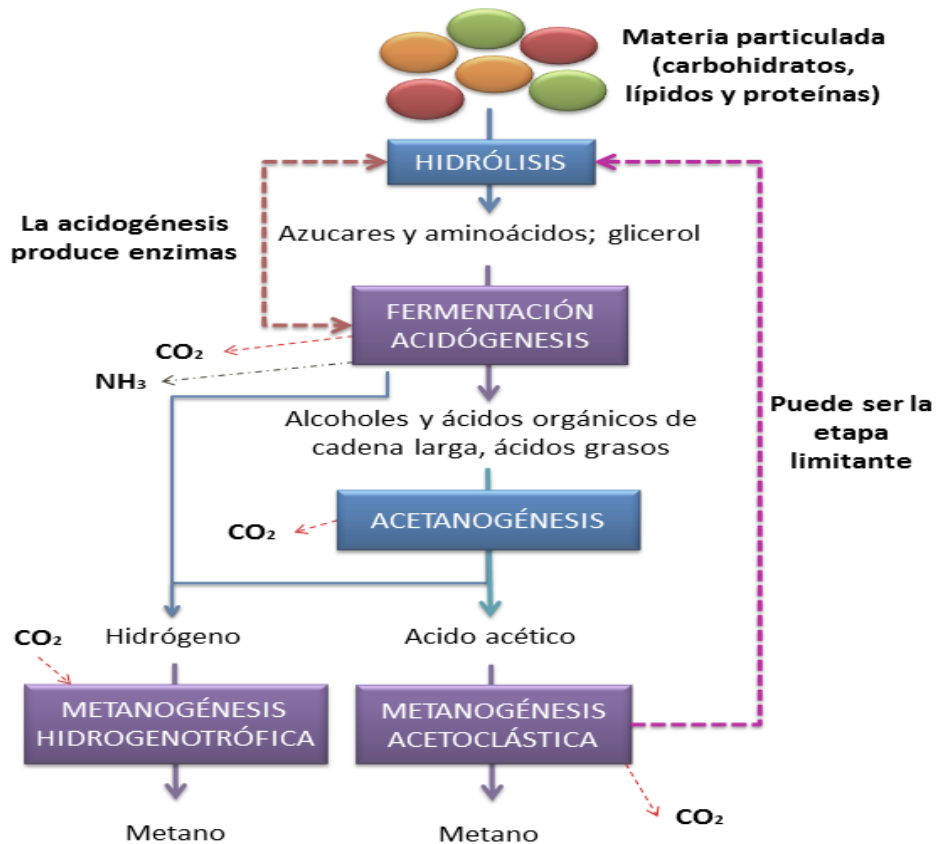 Materia particulada
(carbohidratos,
lípidos y proteínas)
HIDRÓLISIS
La acidogénesis
produce enzimas
Azucares y aminoácidos; glicerol
FERMENTACIÓN
ACIDÓGENESIS
CO₂
NH₃
Alcoholes y ácidos orgánicos de
cadena larga, ácidos grasos
Puede ser la
etapa
limitante
ACETANOGÉNESIS
CO₂
CO₂
Hidrógeno
Acido acético
METANOGÉNESIS
HIDROGENOTRÓFICA
METANOGÉNESIS
ACETOCLÁSTICA
CO₂
Metano
Metano